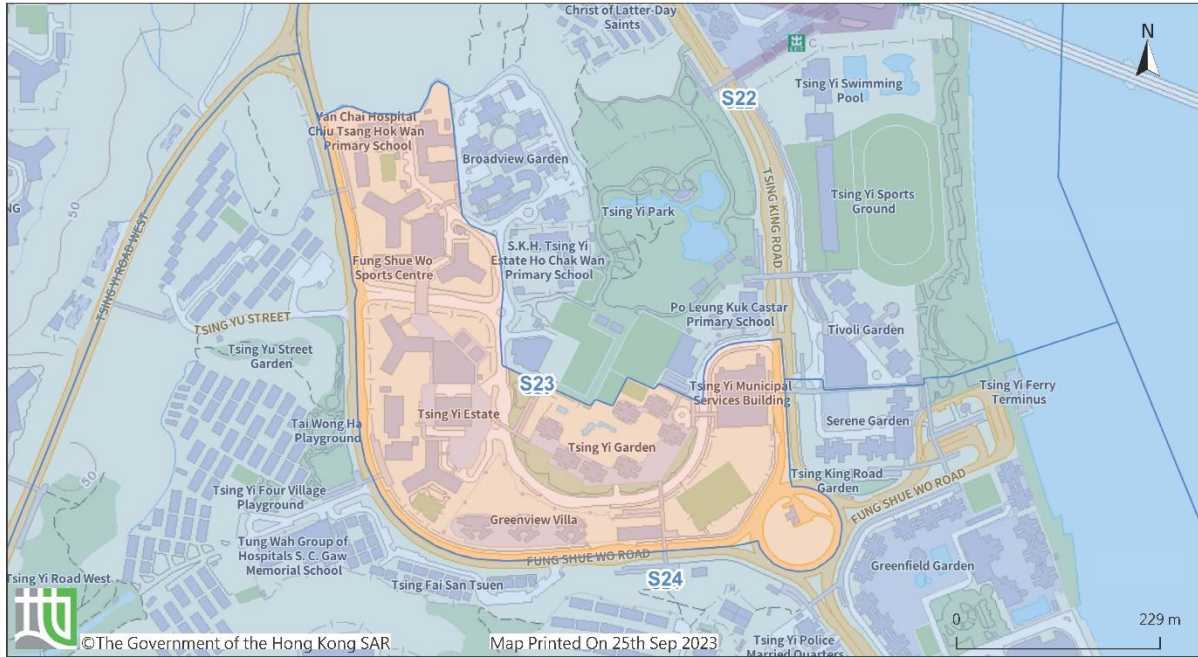 Christ of Latter-Day
Saints
N
S22
Tsing Yi Swimming
Pool
Yan Chai Hospital
Chiu Tsang Hok Wan
Primary School
Broadview Garden
50
TSING YI ROAD WEST
Tsing Yi Park
TSING KING ROAD
Tsing Yi Sports
Ground
S.K.H. Tsing Yi
Estate Ho Chak Wan
Primary School
Fung Shue Wo
Sports Centre
TSING YU STREET
Po Leung Kuk Castar
Primary School
Tivoli Garden
Tsing Yu Street
Garden
S23
Tsing Yi Municipal
Services Building
Tsing Yi Ferry
Terminus
Tsing Yi Estate
Tai Wong Ha
Playground
Tsing Yi Garden
Serene Garden
50
Tsing Yi Four Village
Playground
Tsing King Road
Garden
FUNG SHUE WO ROAD
Greenview Villa
Tung Wah Group of
Hospitals S. C. Gaw
Memorial School
FUNG SHUE WO ROAD
Greenfield Garden
Tsing Yi Road West
Tsing Fai San Tsuen
S24
0 229 m
©The Government of the Hong Kong SAR
Map Printed On 25th Sep 2023
Tsing Yi Police
Married Quarters